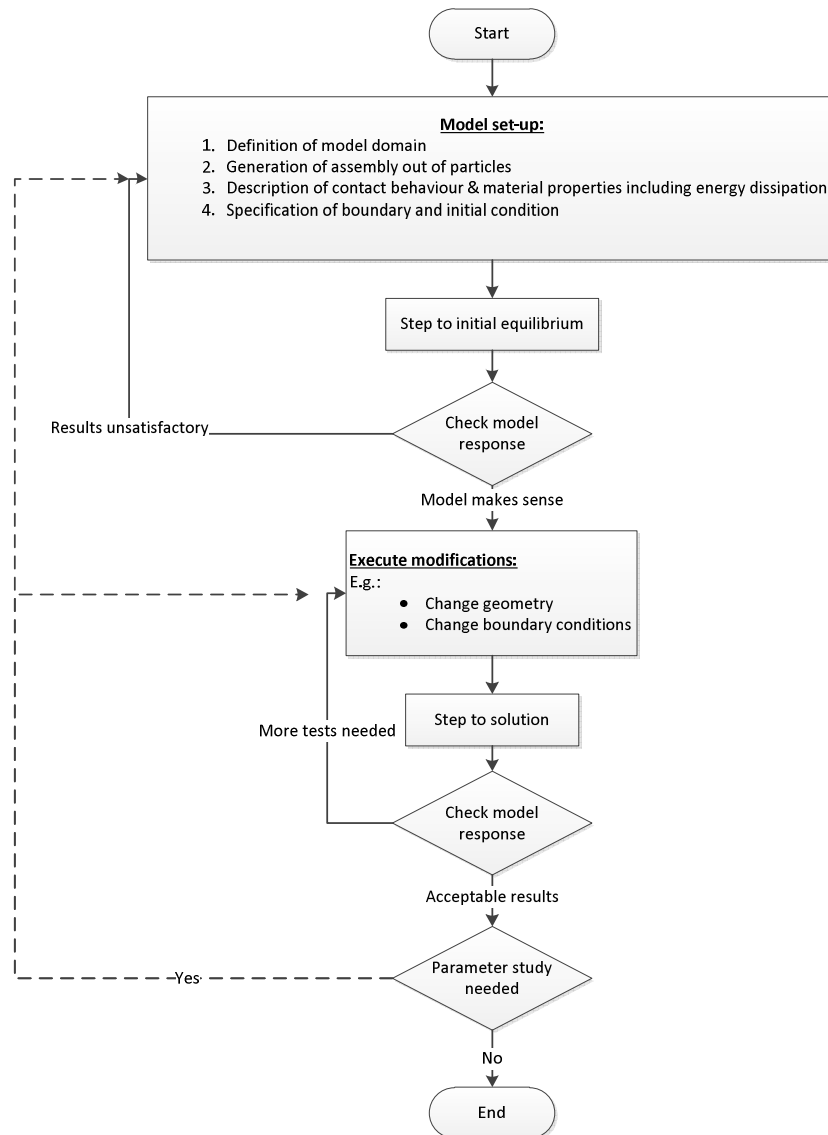 Start
Model set-up:
1. Definition of model domain
2. Generation of assembly out of particles
3. Description of contact behaviour & material properties including energy dissipation
4. Specification of boundary and initial condition
Step to initial equilibrium
Check model
response
Results unsatisfactory
Model makes sense
Execute modifications:
E.g.:
● Change geometry
● Change boundary conditions
Step to solution
More tests needed
Check model
response
Acceptable results
Parameter study
needed
Yes
No
End